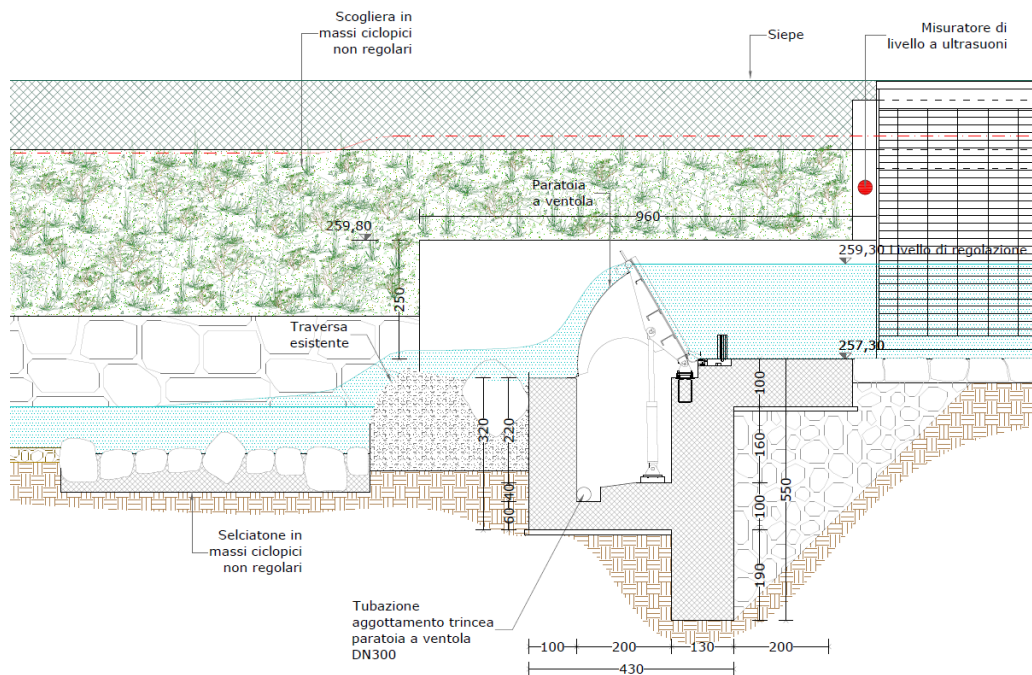 Scogliera in
massi ciclopici
non regolari
Siepe
Misuratore di
livello a ultrasuoni
Paratoia
a ventola
960
259,80
259,30 Livello di regolazione
250
Traversa
esistente
257,30
100
320
220
160
550
40
100
60
190
Selciatone in
massi ciclopici
non regolari
Tubazione
aggottamento trincea
paratoia a ventola
DN300
100
200
130
200
430